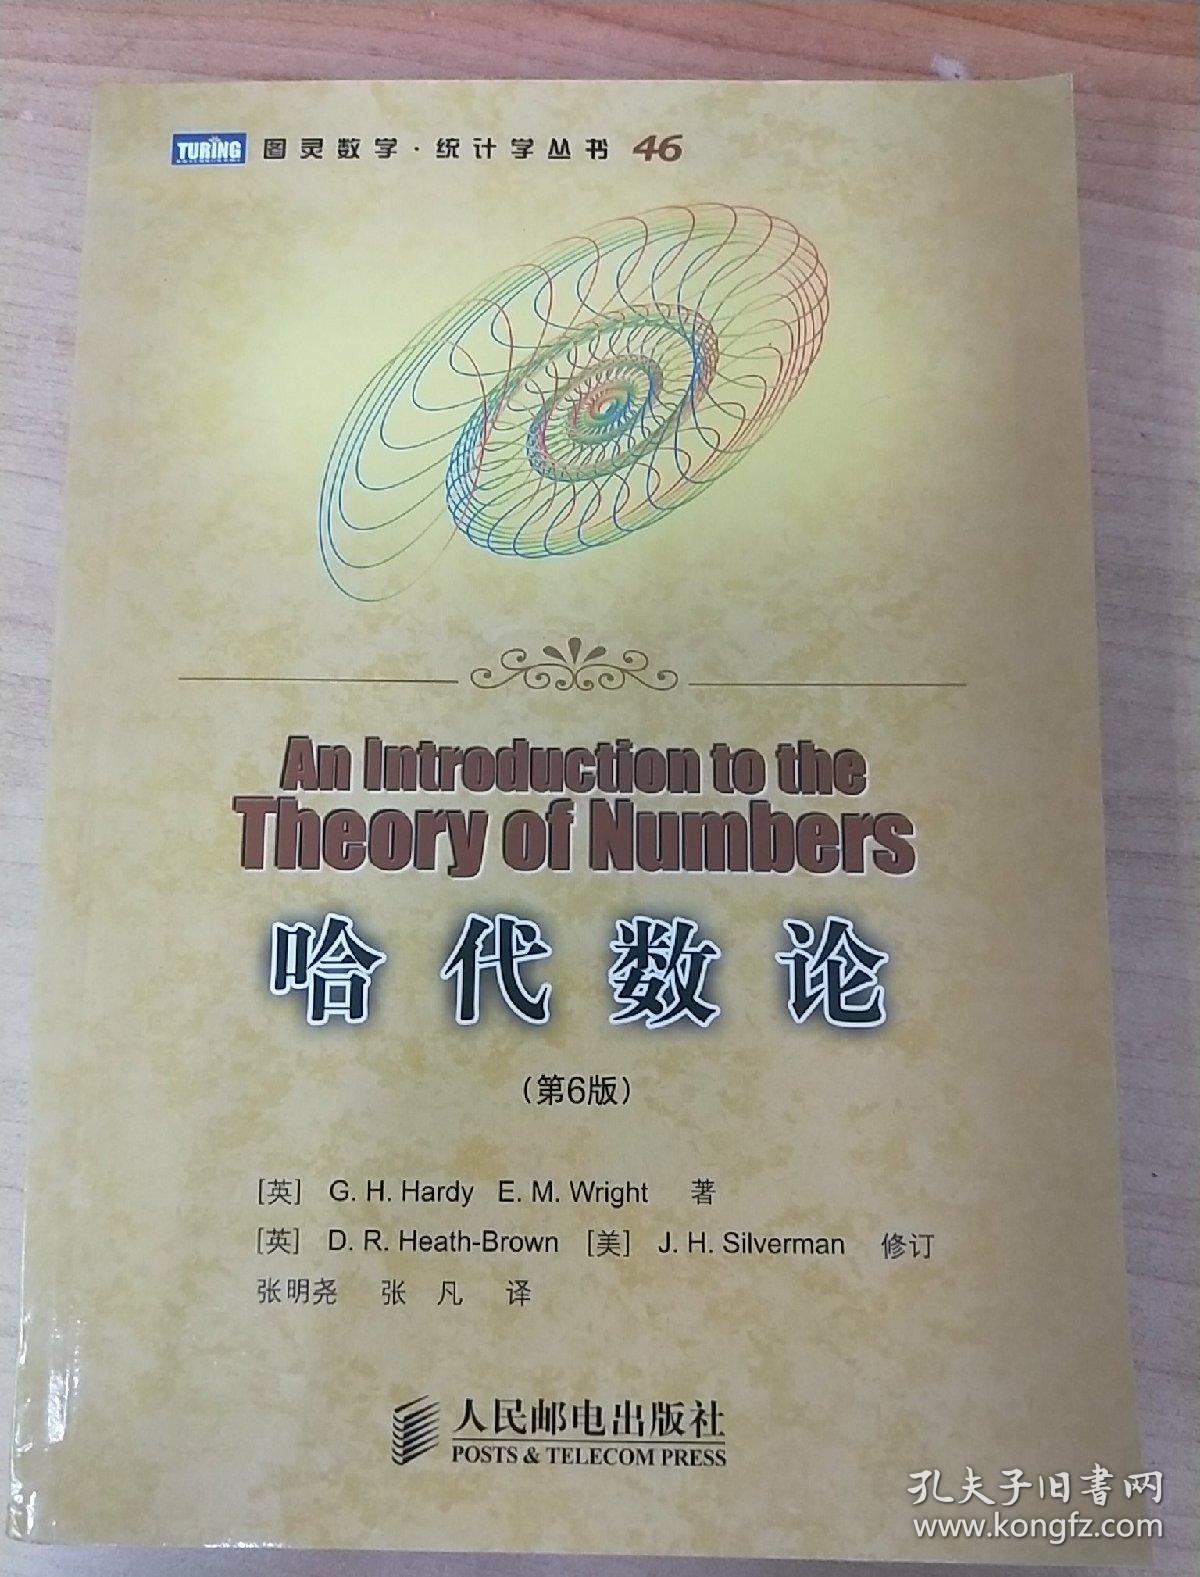 TURING 图灵数学·统计学丛书 46
An Introduction to the
Theory of Numbers
哈代数论
(第6版)
[英] G. H. Hardy E. M. Wright 著
[英] D. R. Heath-Brown [美] J. H. Silverman 修订
张明尧 张凡 译
人民邮电出版社
POSTS & TELECOM PRESS
孔夫子旧书网
www.kongfz.com